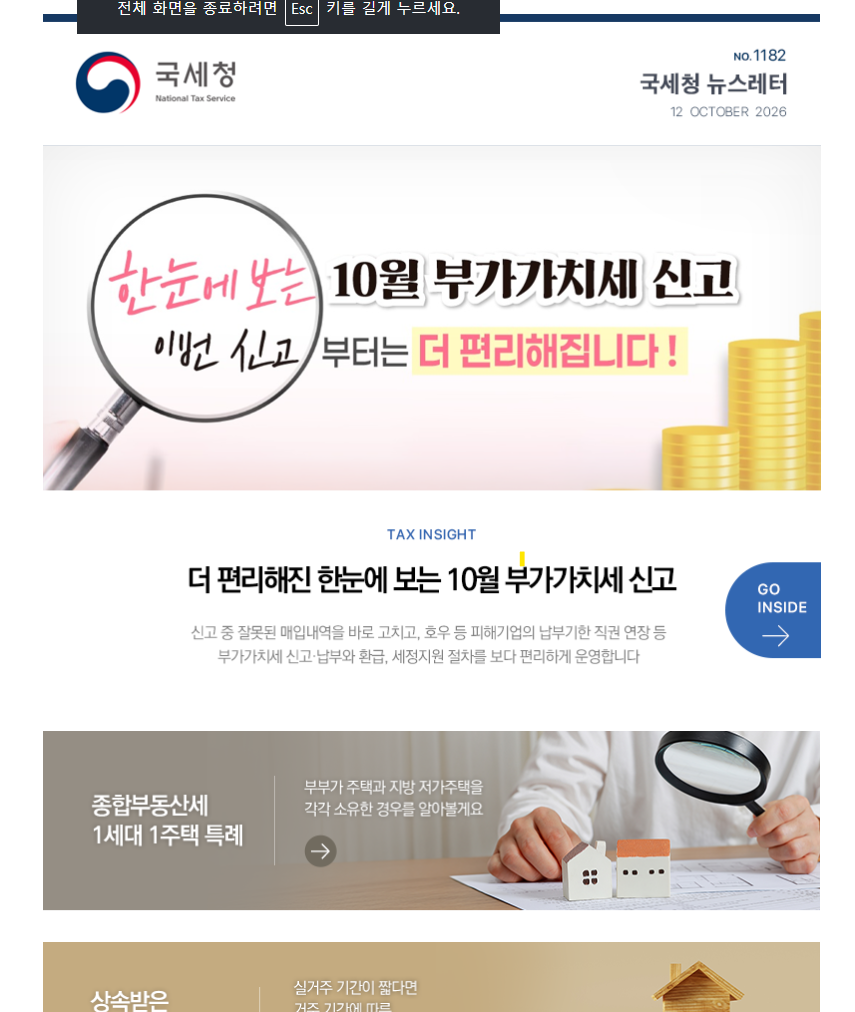 전체 화면을 종료하려면 Esc 키를 길게 누르세요.
국세청
National Tax Service
NO.1182
국세청 뉴스레터
12 OCTOBER 2026
한눈에 보는 10월 부가가치세 신고
이번 신고부터는 더 편리해집니다!
TAX INSIGHT
더 편리해진 한눈에 보는 10월 부가가치세 신고
GO
INSIDE
신고 중 잘못된 매입내역을 바로 고치고, 호우 등 피해기업의 납부기한 직권 연장 등
부가가치세 신고·납부와 환급, 세정지원 절차를 보다 편리하게 운영합니다
종합부동산세
1세대 1주택 특례
부부가 주택과 지방 저가주택을
각각 소유한 경우를 알아볼게요
상속받은
실거주 기간이 짧다면
거주 기간에 따른